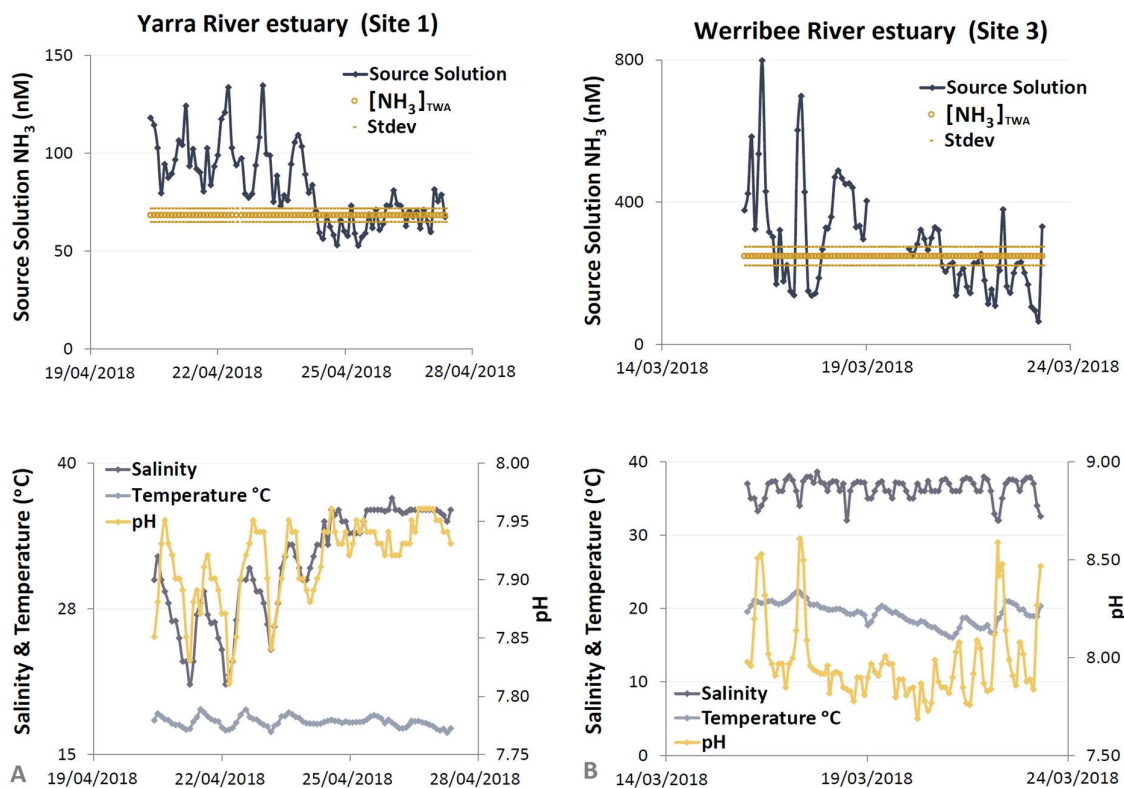 Yarra River estuary (Site 1)
Source Solution NH₃ (nM)
150
100
50
0
Source Solution
[NH₃]TWA
Stdev
19/04/2018 22/04/2018 25/04/2018 28/04/2018
Werribee River estuary (Site 3)
Source Solution NH₃ (nM)
800
400
0
Source Solution
[NH₃]TWA
Stdev
14/03/2018 19/03/2018 24/03/2018
Salinity & Temperature (°C)
40
28
15
Salinity
Temperature °C
pH
8.00
7.95
7.90
7.85
7.80
7.75
pH
19/04/2018 22/04/2018 25/04/2018 28/04/2018
A
Salinity & Temperature (°C)
40
30
20
10
0
Salinity
Temperature °C
pH
9.00
8.50
8.00
7.50
pH
14/03/2018 19/03/2018 24/03/2018
B